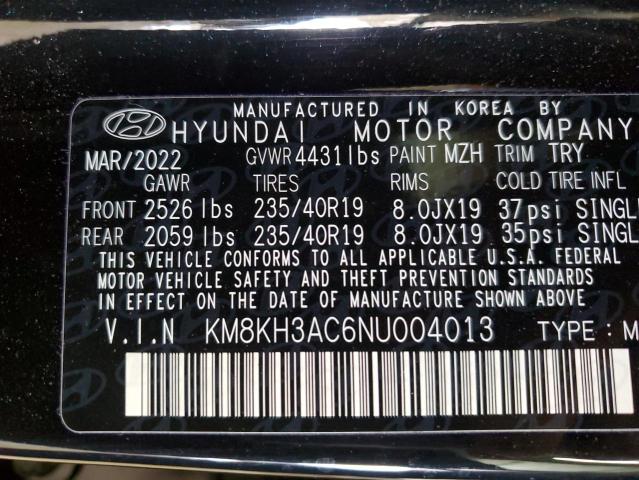 MANUFACTURED IN KOREA BY
HYUNDAI MOTOR COMPANY
MAR/2022 GVWR 4431 lbs PAINT MZH TRIM TRY
GAWR TIRES RIMS COLD TIRE INFL
FRONT 2526 lbs 235/40R19 8.0JX19 37psi SINGL
REAR 2059 lbs 235/40R19 8.0JX19 35psi SINGL
THIS VEHICLE CONFORMS TO ALL APPLICABLE U.S.A. FEDERAL
MOTOR VEHICLE SAFETY AND THEFT PREVENTION STANDARDS
IN EFFECT ON THE DATE OF MANUFACTURE SHOWN ABOVE
V.I.N KM8KH3AC6NU004013 TYPE : M